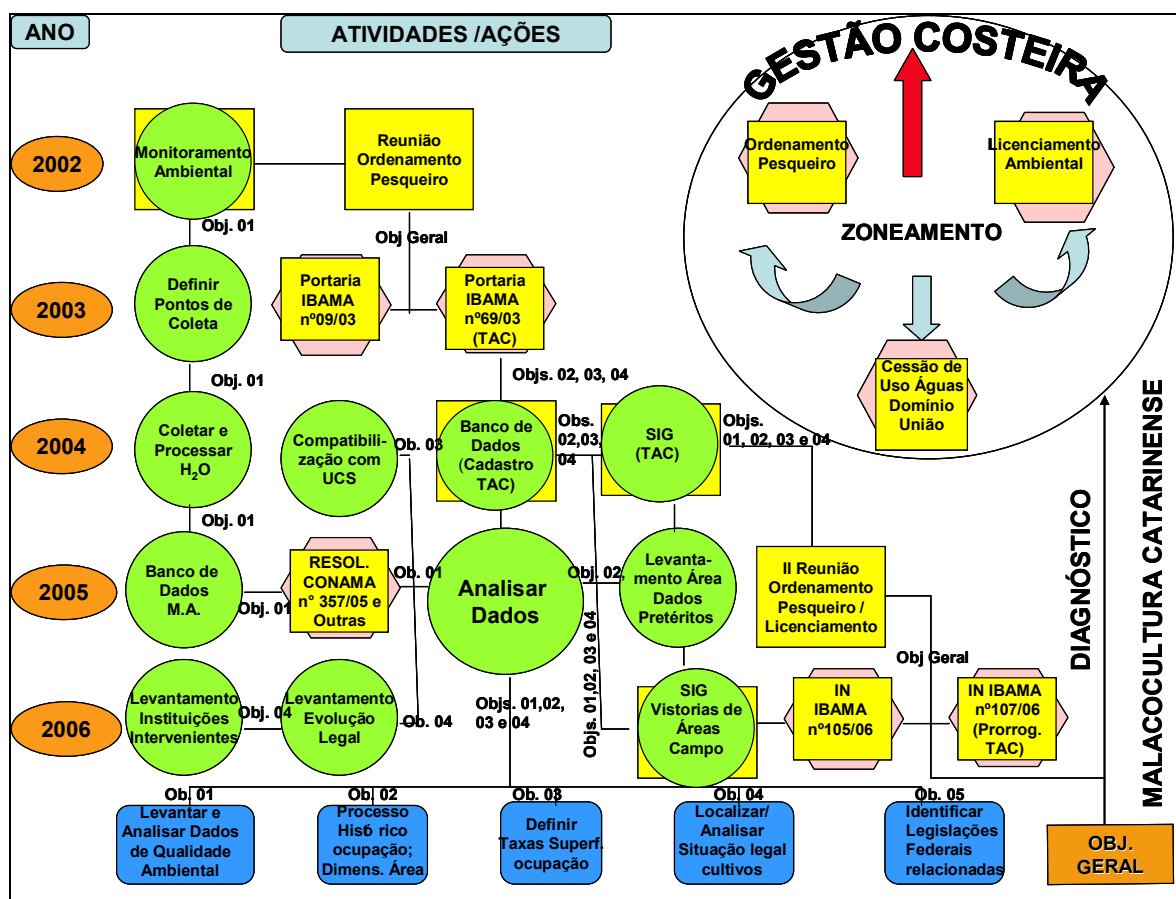 ANO
ATIVIDADES /AÇÕES
GESTÃO COSTEIRA
Ordenamento
Pesqueiro
Licenciamento
Ambiental
ZONEAMENTO
Cessão de
Uso Águas
Domínio
União
2002
Monitoramento
Ambiental
Reunião
Ordenamento
Pesqueiro
Obj. 01
Obj Geral
2003
Definir
Pontos de
Coleta
Portaria
IBAMA
nº09/03
Portaria
IBAMA
nº69/03
(TAC)
Obj. 01
Objs. 02, 03, 04
2004
Coletar e
Processar
H2O
Compatibili-
zação com
UCS
Ob. 03
Banco de
Dados
(Cadastro
TAC)
Obs.
02,03,
04
SIG
(TAC)
Objs.
01, 02, 03 e 04
Obj. 01
2005
Banco de
Dados
M.A.
Obj. 01
RESOL.
CONAMA
n° 357/05 e
Outras
Ob. 01
Analisar
Dados
Obj. 02,
Levanta-
mento Área
Dados
Pretéritos
II Reunião
Ordenamento
Pesqueiro /
Licenciamento
Objs. 01,02, 03 e 04
Obj Geral
2006
Levantamento
Instituições
Intervenientes
Obj. 04
Levantamento
Evolução
Legal
Ob. 04
Objs. 01,02,
03 e 04
SIG
Vistorias de
Áreas
Campo
IN
IBAMA
nº105/06
IN IBAMA
nº107/06
(Prorrog.
TAC)
DIAGNÓSTICO
MALACOCULTURA CATARINENSE
Ob. 01
Levantar e
Analisar Dados
de Qualidade
Ambiental
Ob. 02
Processo
Hisó rico
ocupação;
Dimens. Área
Ob. 03
Definir
Taxas Superf.
ocupação
Ob. 04
Localizar/
Analisar
Situação legal
cultivos
Ob. 05
Identificar
Legislações
Federais
relacionadas
OBJ.
GERAL